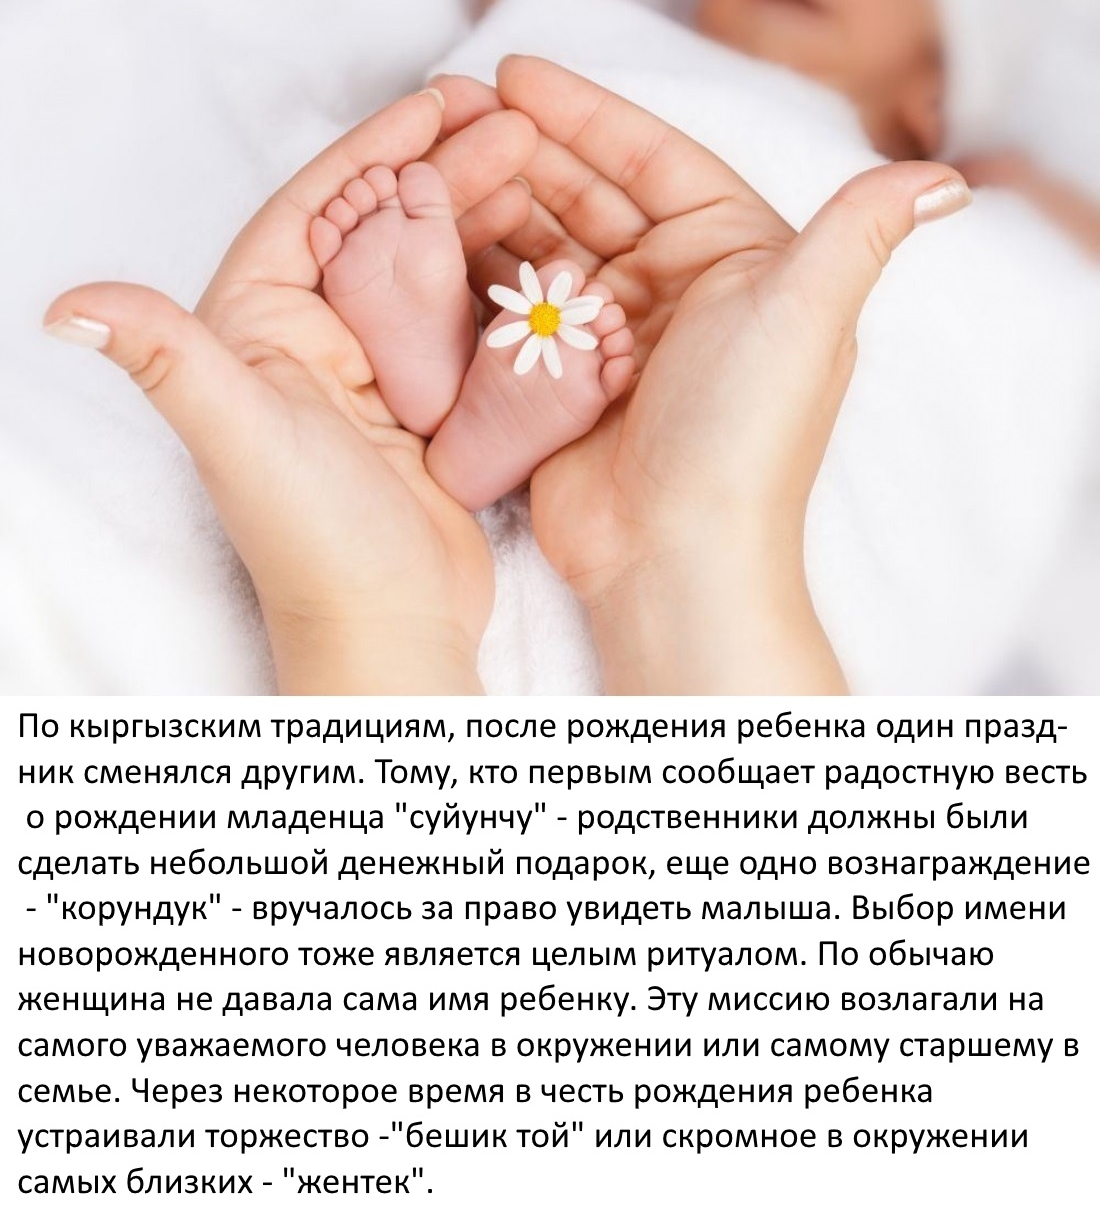 По кыргызским традициям, после рождения ребенка один празд-
ник сменялся другим. Тому, кто первым сообщает радостную весть
о рождении младенца "суйунчу" - родственники должны были
сделать небольшой денежный подарок, еще одно вознаграждение
- "корундук" - вручалось за право увидеть малыша. Выбор имени
новорожденного тоже является целым ритуалом. По обычаю
женщина не давала сама имя ребенку. Эту миссию возлагали на
самого уважаемого человека в окружении или самому старшему в
семье. Через некоторое время в честь рождения ребенка
устраивали торжество -"бешик той" или скромное в окружении
самых близких - "жентек".